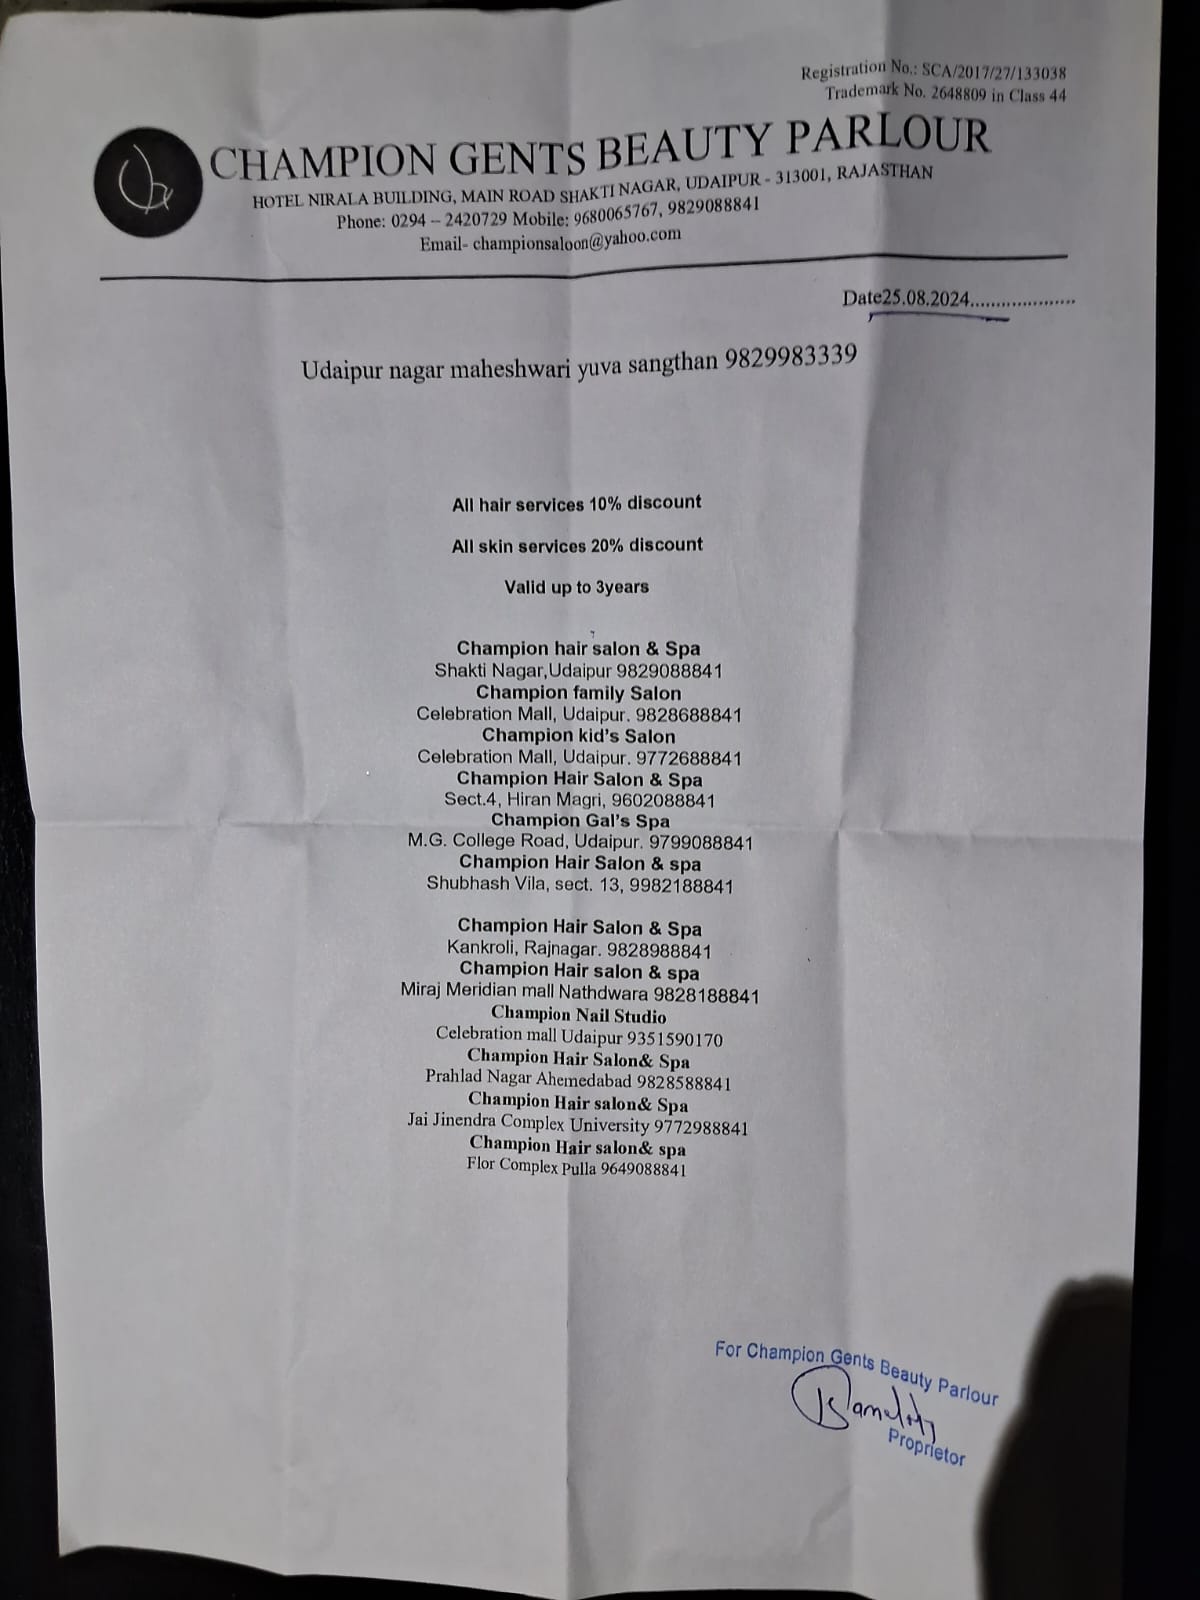 Registration No.: SCA/2017/27/133038
Trademark No. 2648809 in Class 44
CHAMPION GENTS BEAUTY PARLOUR
HOTEL NIRALA BUILDING, MAIN ROAD SHAKTI NAGAR, UDAIPUR - 313001, RAJASTHAN
Phone: 0294 – 2420729 Mobile: 9680065767, 9829088841
Email- championsaloon@yahoo.com
Date25.08.2024....................
Udaipur nagar maheshwari yuva sangthan 9829983339
All hair services 10% discount
All skin services 20% discount
Valid up to 3years
Champion hair salon & Spa
Shakti Nagar,Udaipur 9829088841
Champion family Salon
Celebration Mall, Udaipur. 9828688841
Champion kid's Salon
Celebration Mall, Udaipur. 9772688841
Champion Hair Salon & Spa
Sect.4, Hiran Magri, 9602088841
Champion Gal's Spa
M.G. College Road, Udaipur. 9799088841
Champion Hair Salon & spa
Shubhash Vila, sect. 13, 9982188841
Champion Hair Salon & Spa
Kankroli, Rajnagar. 9828988841
Champion Hair salon & spa
Miraj Meridian mall Nathdwara 9828188841
Champion Nail Studio
Celebration mall Udaipur 9351590170
Champion Hair Salon& Spa
Prahlad Nagar Ahemedabad 9828588841
Champion Hair salon& Spa
Jai Jinendra Complex University 9772988841
Champion Hair salon& spa
Flor Complex Pulla 9649088841
For Champion Gents Beauty Parlour
Proprietor